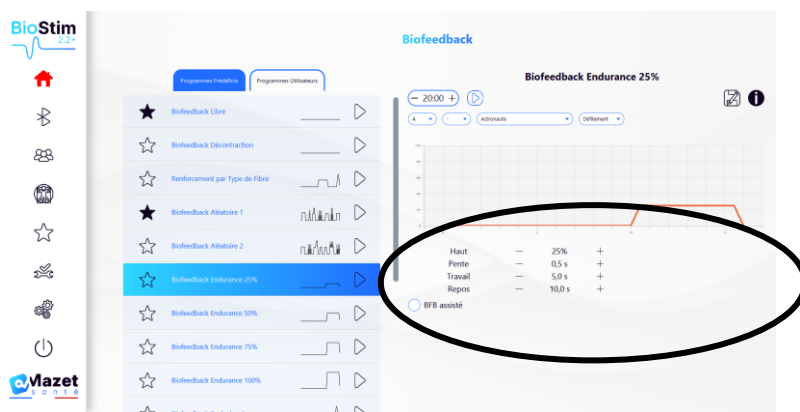 BioStim
2.2+
Biofeedback
Programmes Prédéfinis
Programmes Utilisateurs
Biofeedback Libre
Biofeedback Décontraction
Renforcement par Type de Fibre
Biofeedback Aléatoire 1
Biofeedback Aléatoire 2
Biofeedback Endurance 25%
Biofeedback Endurance 50%
Biofeedback Endurance 75%
Biofeedback Endurance 100%
Biofeedback Endurance 25%
− 20:00 +
A - Astronaute Défilement
Haut − 25% +
Pente − 0,5 s +
Travail − 5,0 s +
Repos − 10,0 s +
BFB assisté
Mazet
santé